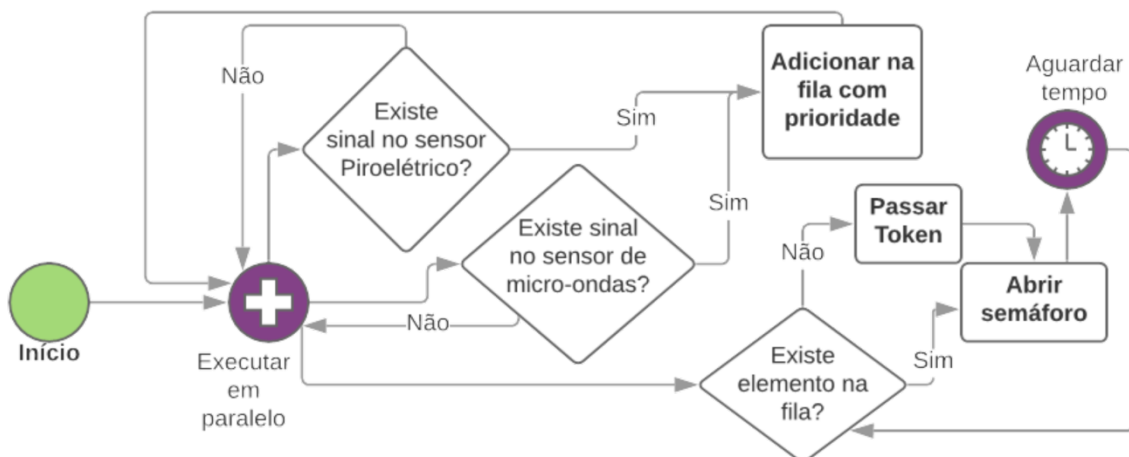 Não
Existe
sinal no sensor
Piroelétrico?
Sim
Adicionar na
fila com
prioridade
Aguardar
tempo
Existe sinal
no sensor de
micro-ondas?
Sim
Não
Passar
Token
Não
Abrir
semáforo
Início
Executar
em
paralelo
Existe
elemento na
fila?
Sim